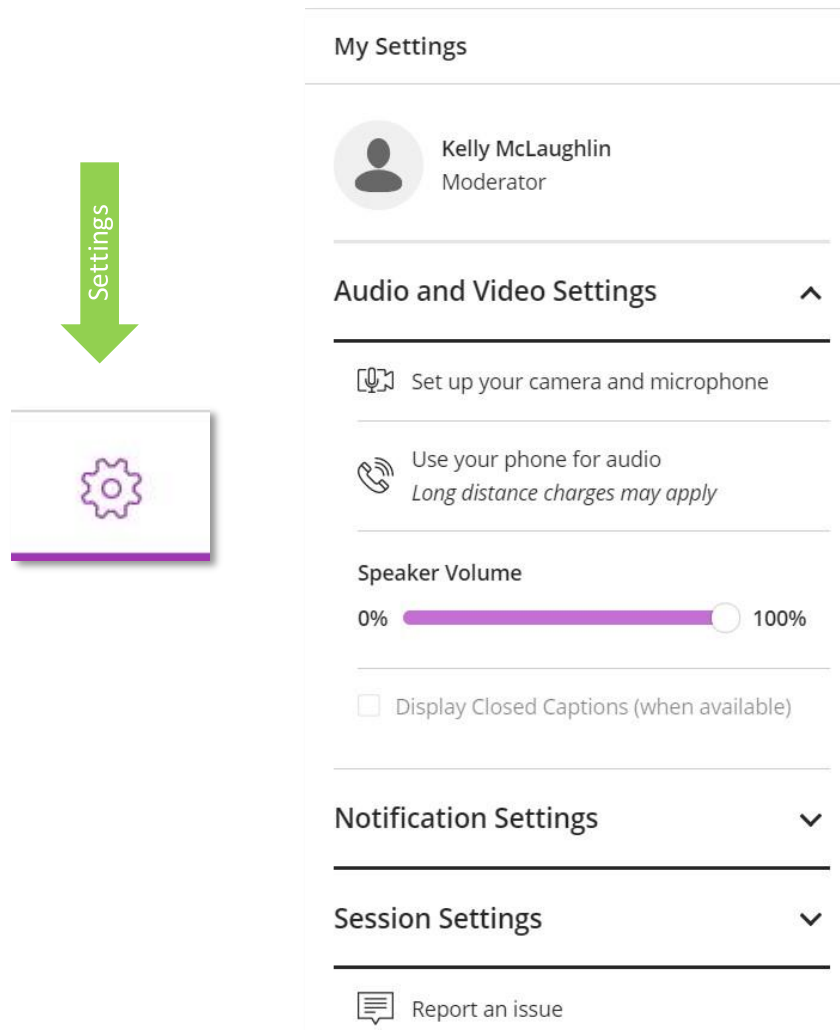 Settings
My Settings
Kelly McLaughlin
Moderator
Audio and Video Settings
Set up your camera and microphone
Use your phone for audio
Long distance charges may apply
Speaker Volume
0% 100%
Display Closed Captions (when available)
Notification Settings
Session Settings
Report an issue